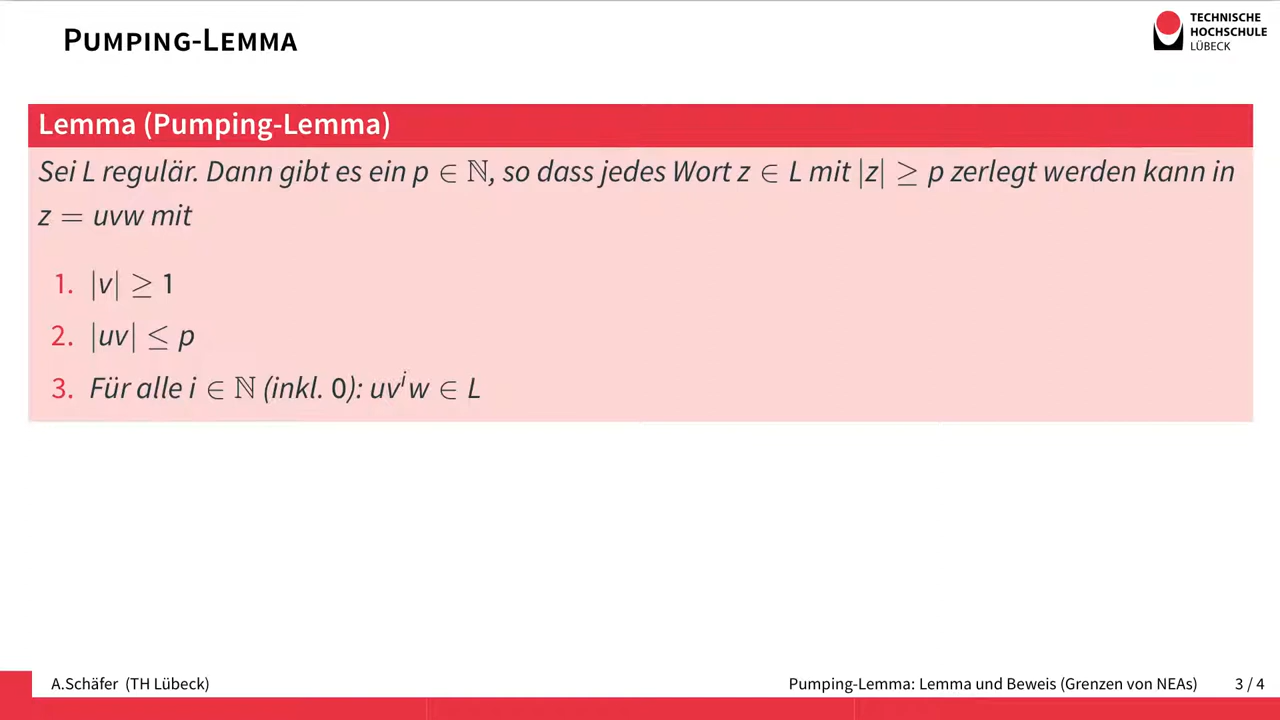 PUMPING-LEMMA
TECHNISCHE
HOCHSCHULE
LÜBECK
Lemma (Pumping-Lemma)
Sei L regulär. Dann gibt es ein p ∈ ℕ, so dass jedes Wort z ∈ L mit |z| ≥ p zerlegt werden kann in
z = uvw mit
1. |v| ≥ 1
2. |uv| ≤ p
3. Für alle i ∈ ℕ (inkl. 0): uvⁱw ∈ L
A.Schäfer (TH Lübeck)
Pumping-Lemma: Lemma und Beweis (Grenzen von NEAs) 3 / 4